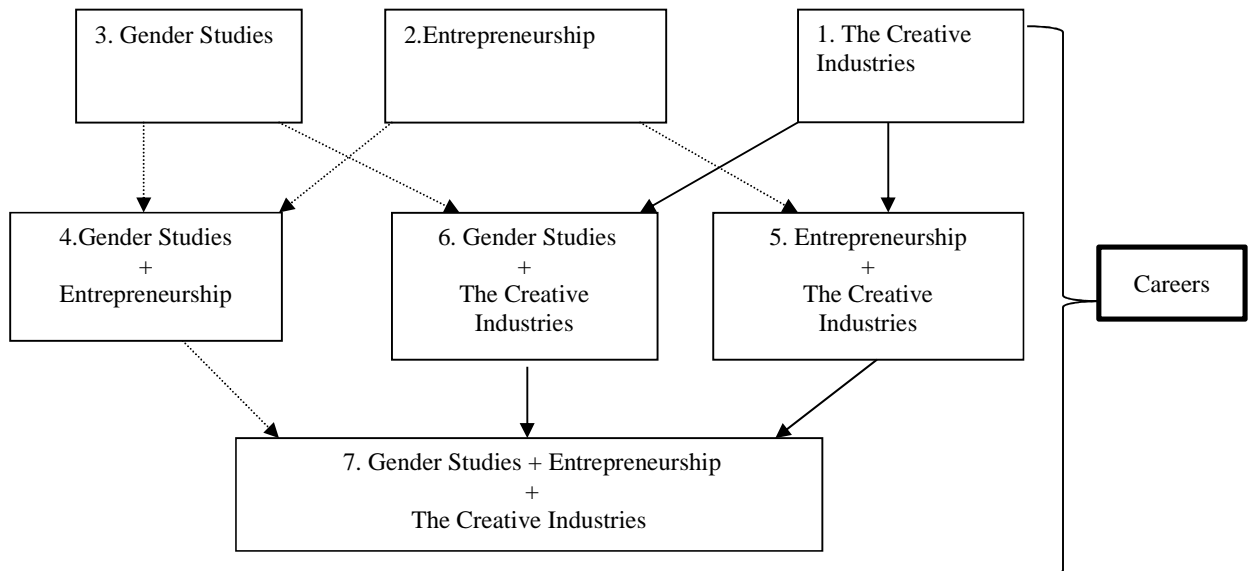 3. Gender Studies
2.Entrepreneurship
1. The Creative
Industries
4.Gender Studies
+
Entrepreneurship
6. Gender Studies
+
The Creative
Industries
5. Entrepreneurship
+
The Creative
Industries
Careers
7. Gender Studies + Entrepreneurship
+
The Creative Industries